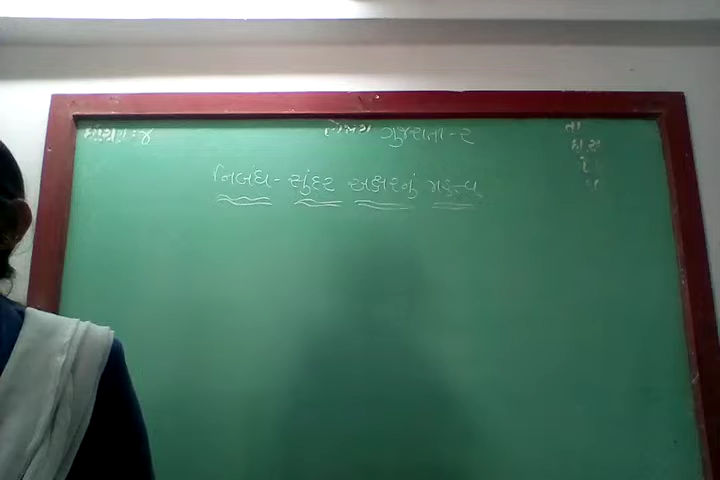 ધોરણ-૪
વિષય ગુજરાતી-૨
તા
નિબંધ- સુંદર અક્ષરનું મહત્ત્વ